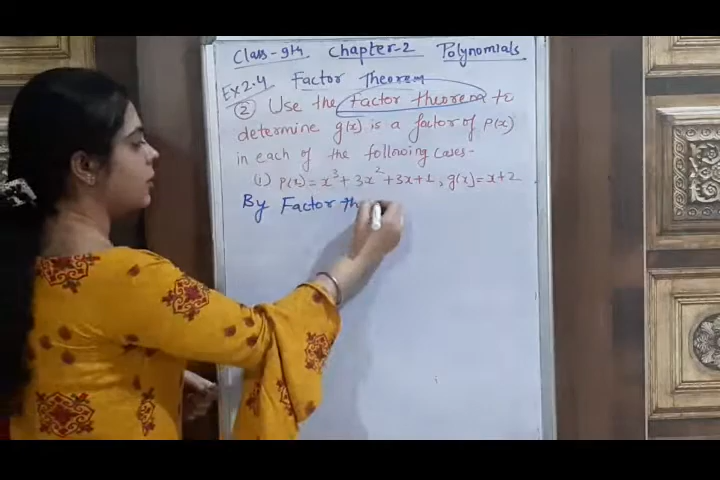 Class-9th Chapter-2 Polynomials
Ex 2.4 Factor Theorem
② Use the factor theorem to
determine g(x) is a factor of p(x)
in each of the following cases-
(i) P(x) = x³ + 3x² + 3x + 1, g(x) = x+2
By Factor th